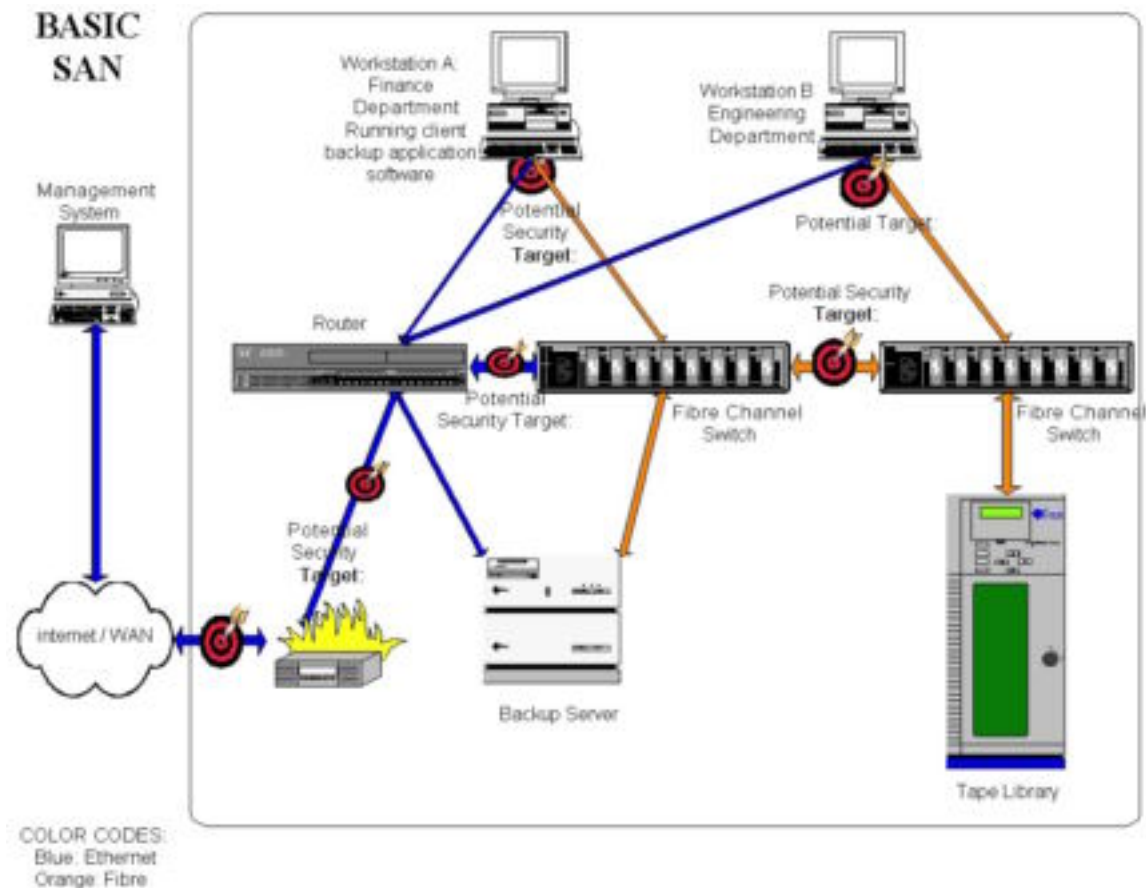 BASIC
SAN
Workstation A:
Finance
Department
Running client
backup application
software
Workstation B
Engineering
Department
Management
System
Potential
Security
Target:
Potential Target:
Potential Security
Target:
Router
Potential
Security Target:
Fibre Channel
Switch
Fibre Channel
Switch
Potential
Security
Target:
internet / WAN
Backup Server
Tape Library
COLOR CODES:
Blue: Ethernet
Orange: Fibre